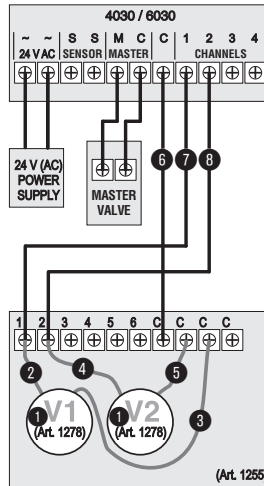 4030 / 6030
~ ~ S S M C C 1 2 3 4
24 V AC SENSOR MASTER CHANNELS
6 7 8
24 V (AC)
POWER
SUPPLY
MASTER
VALVE
1 2 3 4 5 6 C C C C
2 4 5
1 V1 1 V2 3
(Art. 1278) (Art. 1278)
(Art. 1255